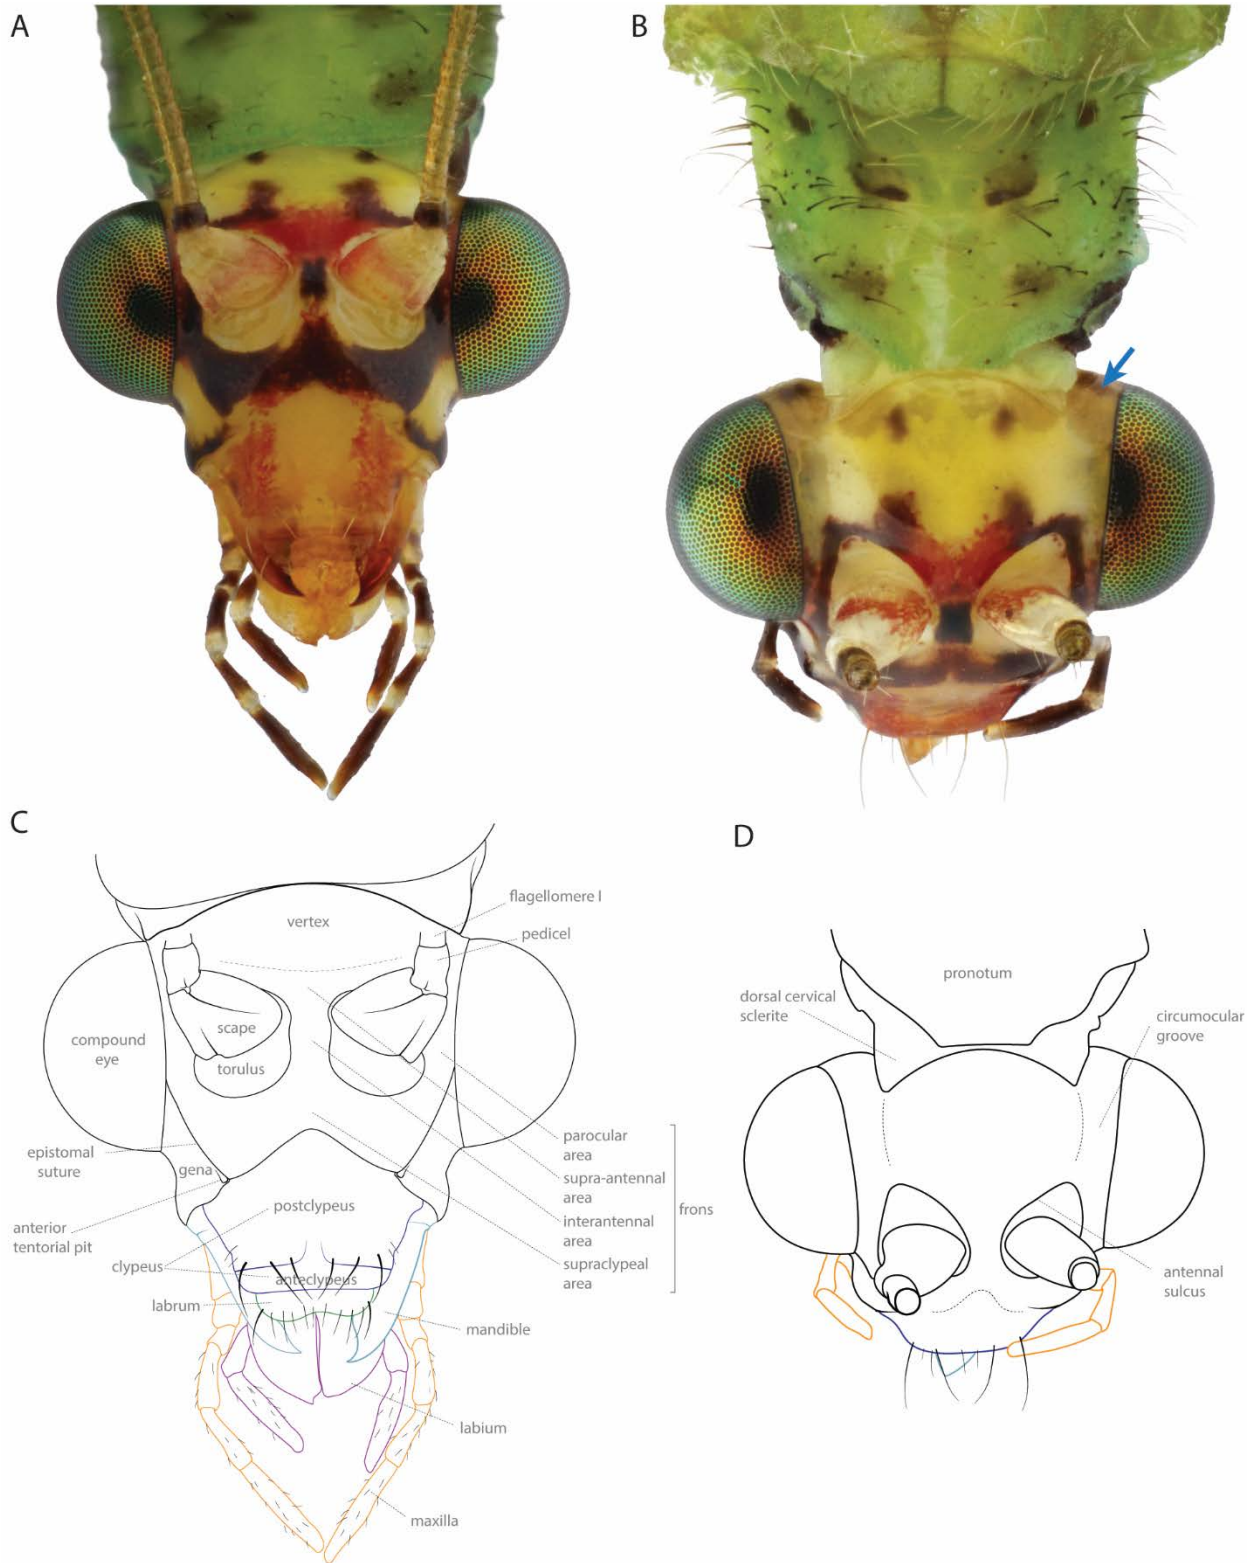 A
B
C
flagellomere I
vertex
pedicel
scape
compound
eye
torulus
parocular
area
epistomal
suture
gena
supra-antennal
area
frons
postclypeus
interantennal
area
anterior
tentorial pit
supraclypeal
area
clypeus
anteclypeus
labrum
mandible
labium
maxilla
D
pronotum
dorsal cervical
sclerite
circumocular
groove
antennal
sulcus